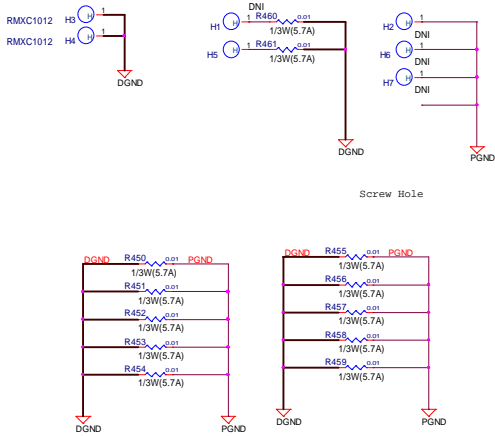 RMXC1012 H3 H 1
RMXC1012 H4 H 1
DGND
DNI
H1 H 1 R460 0.01
1/3W(5.7A)
H5 H 1 R461 0.01
1/3W(5.7A)
DGND
H2 H 1
DNI
H6 H 1
DNI
H7 H 1
DNI
PGND
Screw Hole
DGND R450 0.01 PGND
1/3W(5.7A)
R451 0.01
1/3W(5.7A)
R452 0.01
1/3W(5.7A)
R453 0.01
1/3W(5.7A)
R454 0.01
1/3W(5.7A)
DGND PGND
DGND R455 0.01 PGND
1/3W(5.7A)
R456 0.01
1/3W(5.7A)
R457 0.01
1/3W(5.7A)
R458 0.01
1/3W(5.7A)
R459 0.01
1/3W(5.7A)
DGND PGND